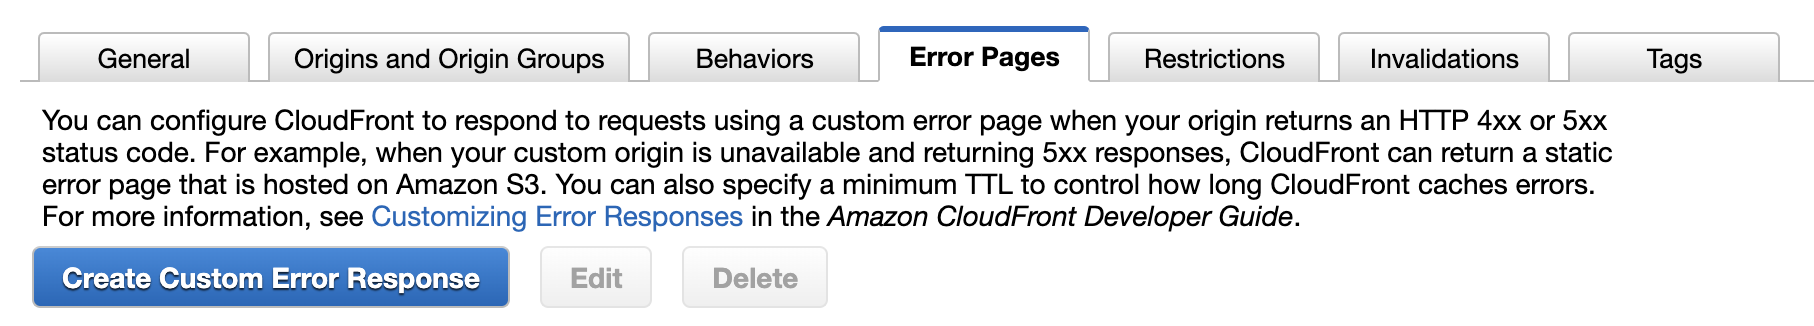 General Origins and Origin Groups Behaviors Error Pages Restrictions Invalidations Tags
You can configure CloudFront to respond to requests using a custom error page when your origin returns an HTTP 4xx or 5xx
status code. For example, when your custom origin is unavailable and returning 5xx responses, CloudFront can return a static
error page that is hosted on Amazon S3. You can also specify a minimum TTL to control how long CloudFront caches errors.
For more information, see Customizing Error Responses in the Amazon CloudFront Developer Guide.
Create Custom Error Response Edit Delete